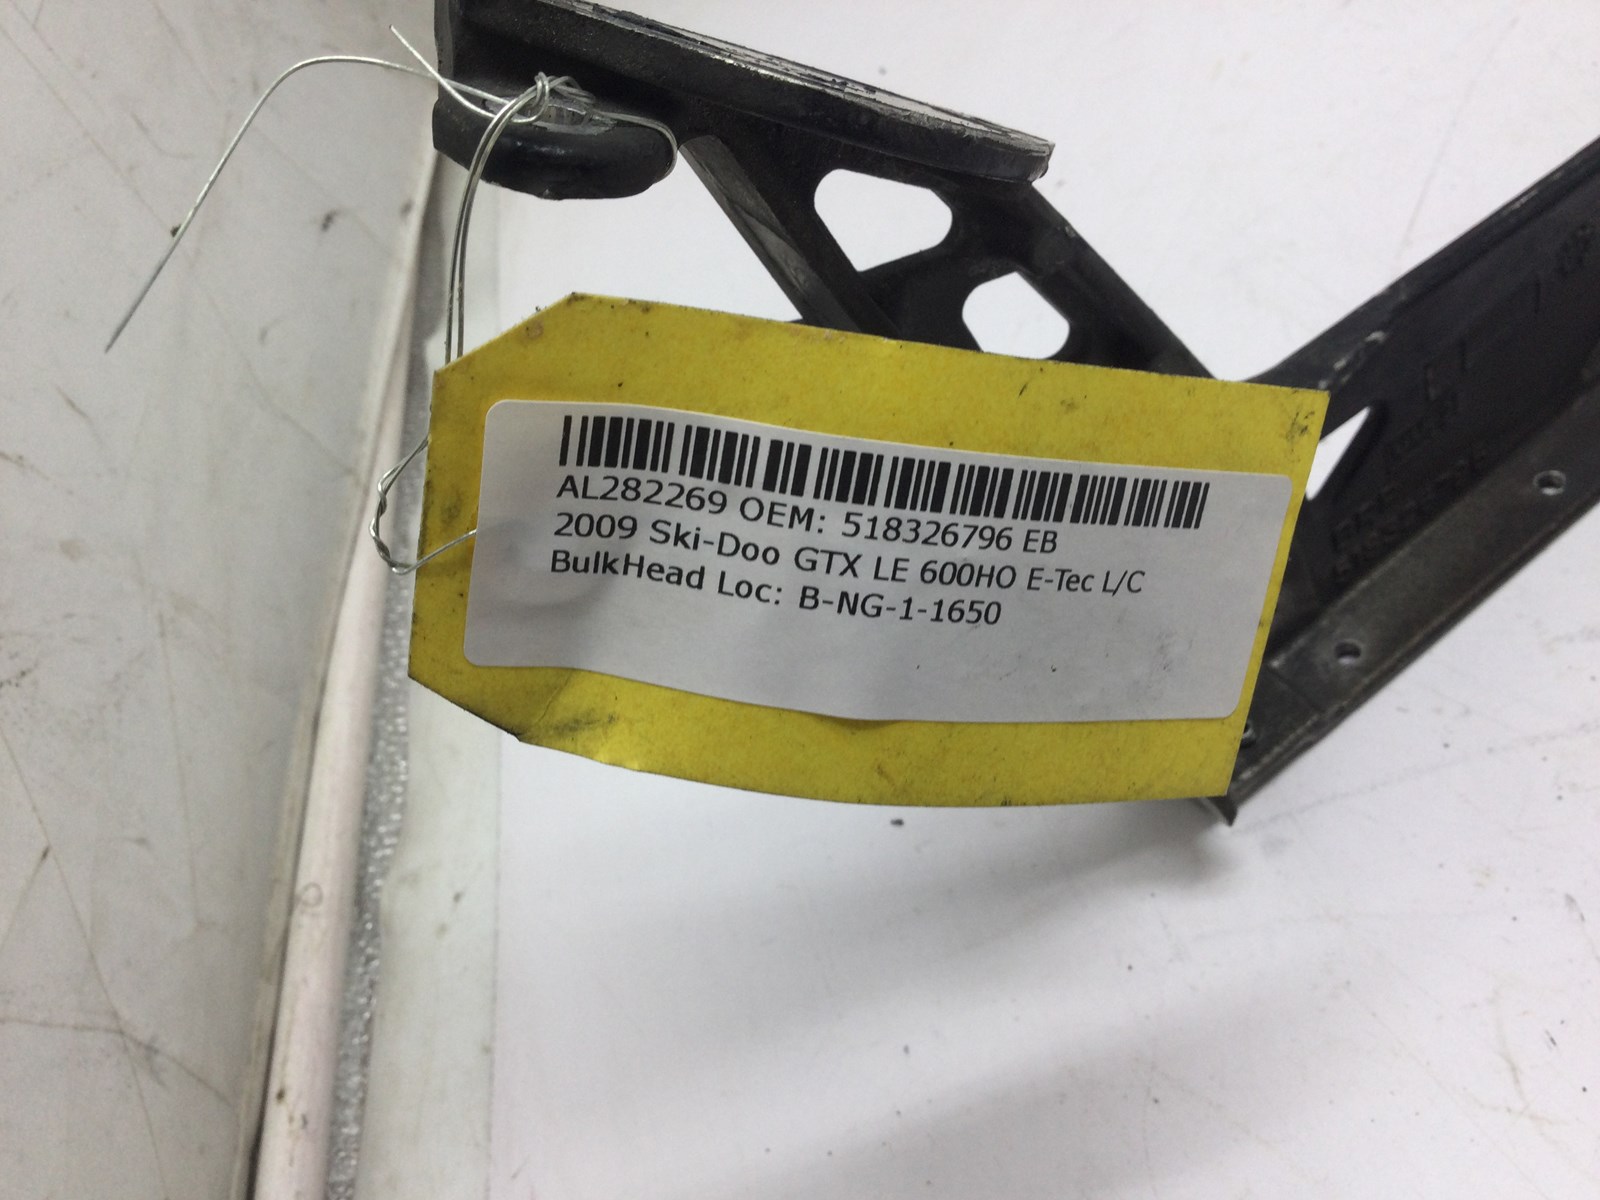 AL282269 OEM: 518326796 EB
2009 Ski-Doo GTX LE 600HO E-Tec L/C
BulkHead Loc: B-NG-1-1650